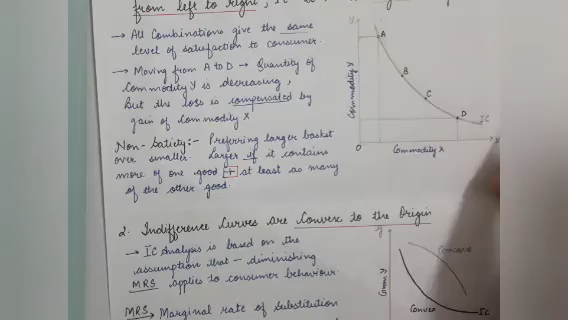 from left to right, IC
→ All Combinations give the same
level of satisfaction to consumer.
→ Moving from A to D → Quantity of
Commodity Y is decreasing,
But the loss is compensated by
gain of Commodity X
Non-Satiety:- Preferring larger basket
over smaller. Larger if it contains
more of one good + at least as many
of the other good.
Y
A
B
C
D
IC
Commodity Y
O
Commodity X
X
2. Indifference Curves are Convex to the Origin
→ IC Analysis is based on the
assumption that - diminishing
MRS applies to consumer behaviour.
MRS → Marginal rate of Substitution
Y
Concave
Convex
IC